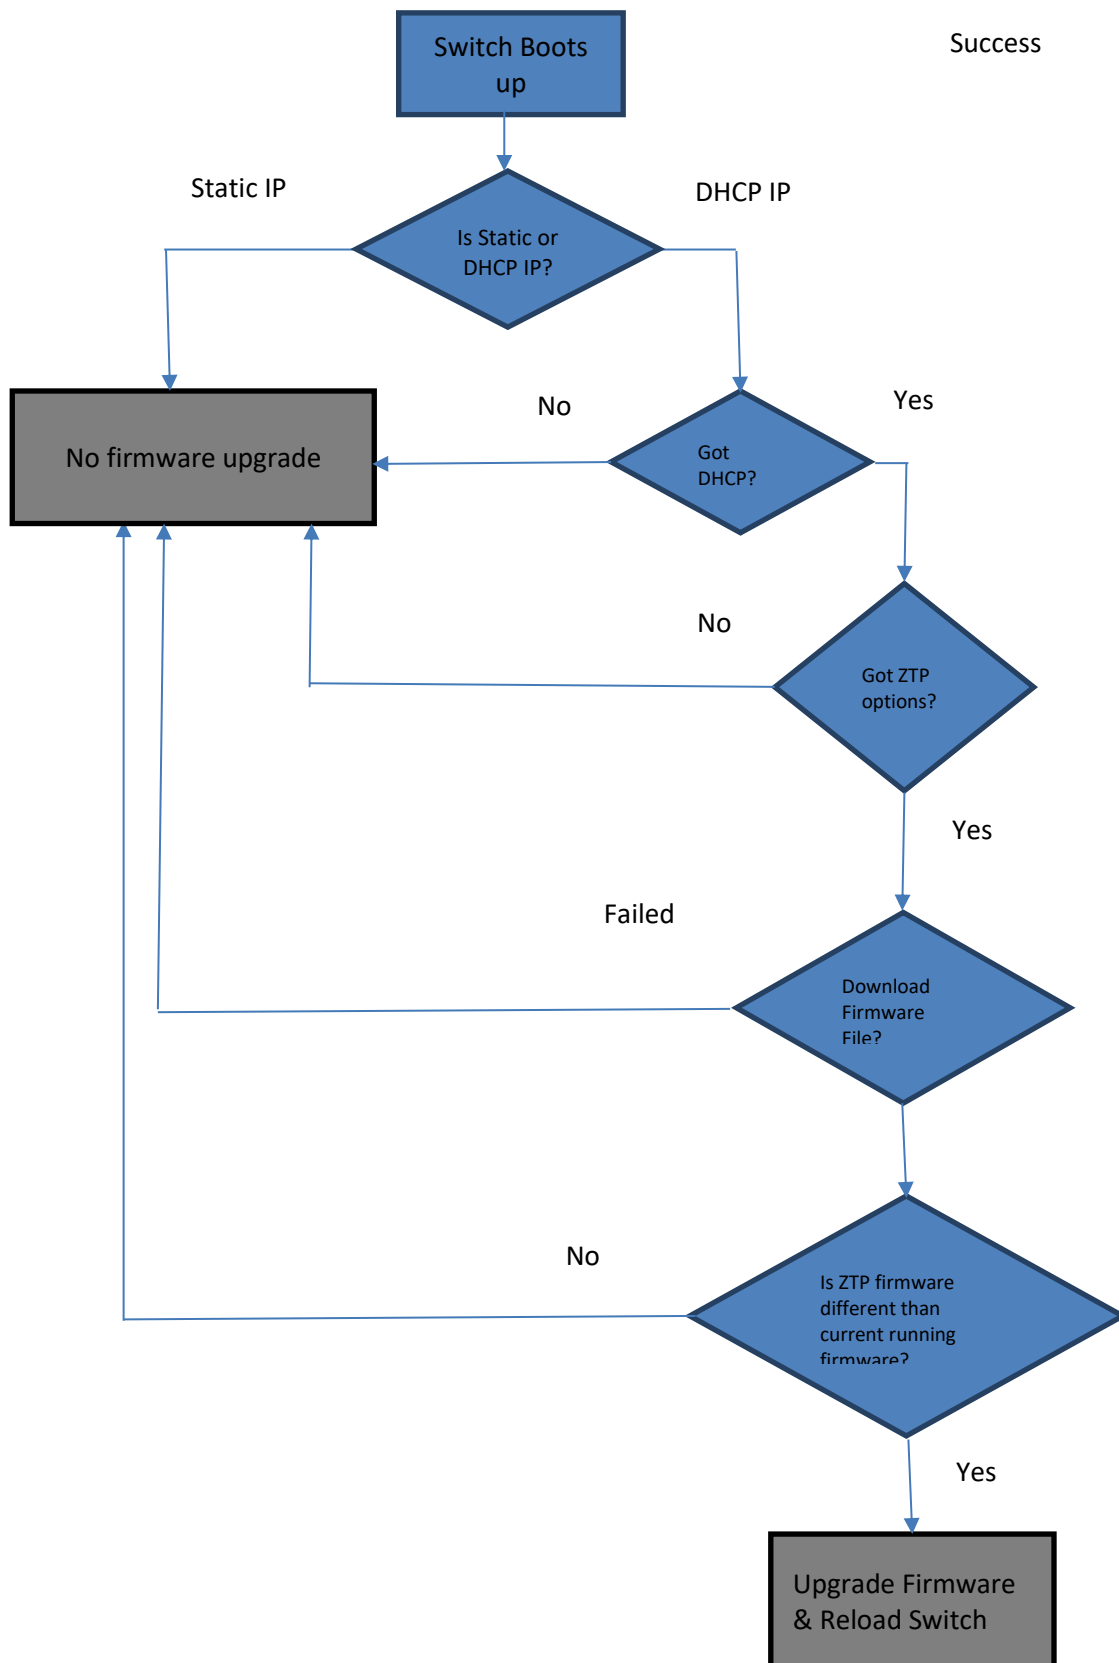 Switch Boots
up
Success
Static IP
DHCP IP
Is Static or
DHCP IP?
No
Yes
No firmware upgrade
Got
DHCP?
No
Got ZTP
options?
Yes
Failed
Download
Firmware
File?
No
Is ZTP firmware
different than
current running
firmware?
Yes
Upgrade Firmware
& Reload Switch